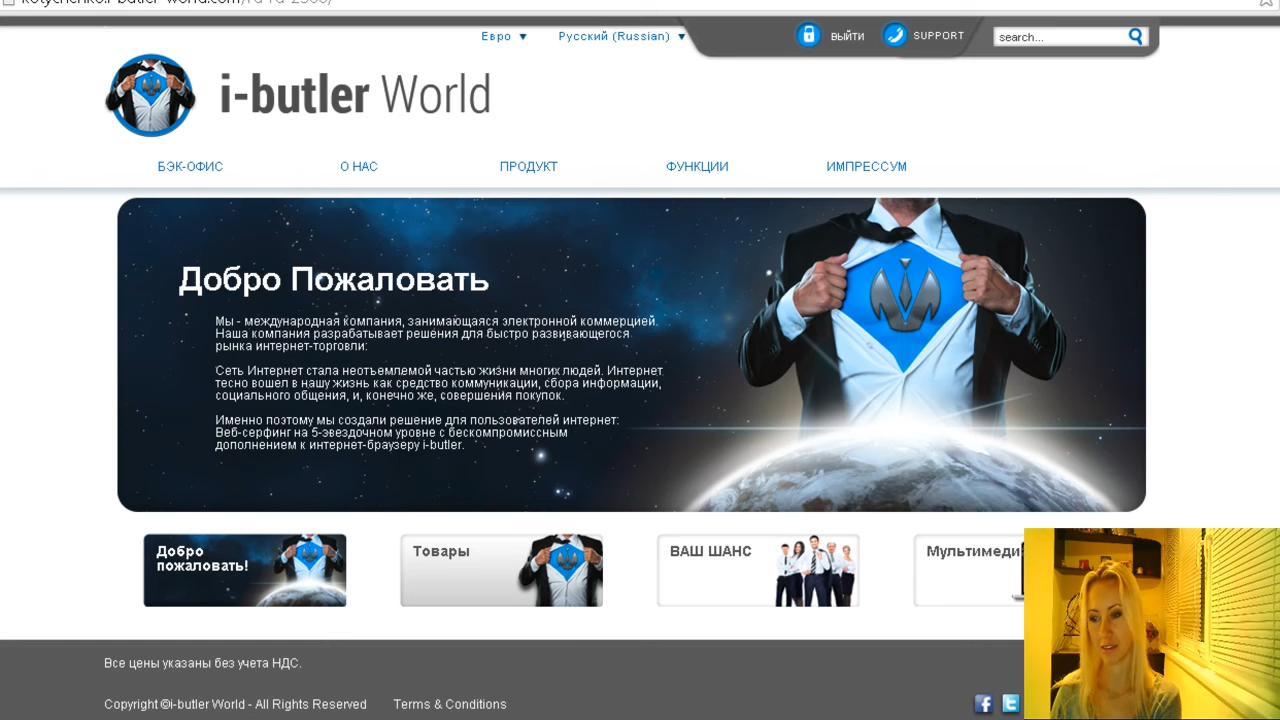 Евро
Русский (Russian)
выйти
SUPPORT
search...
i-butler World
БЭК-ОФИС
О НАС
ПРОДУКТ
ФУНКЦИИ
ИМПРЕССУМ
Добро Пожаловать
Мы - международная компания, занимающаяся электронной коммерцией.
Наша компания разрабатывает решения для быстро развивающегося
рынка интернет-торговли:
Сеть Интернет стала неотъемлемой частью жизни многих людей. Интернет
тесно вошел в нашу жизнь как средство коммуникации, сбора информации,
социального общения, и, конечно же, совершения покупок.
Именно поэтому мы создали решение для пользователей интернет:
Веб-серфинг на 5-звездочном уровне с бескомпромиссным
дополнением к интернет-браузеру i-butler.
Добро
пожаловать!
Товары
ВАШ ШАНС
Мультимеди
Все цены указаны без учета НДС.
Copyright ©i-butler World - All Rights Reserved
Terms & Conditions